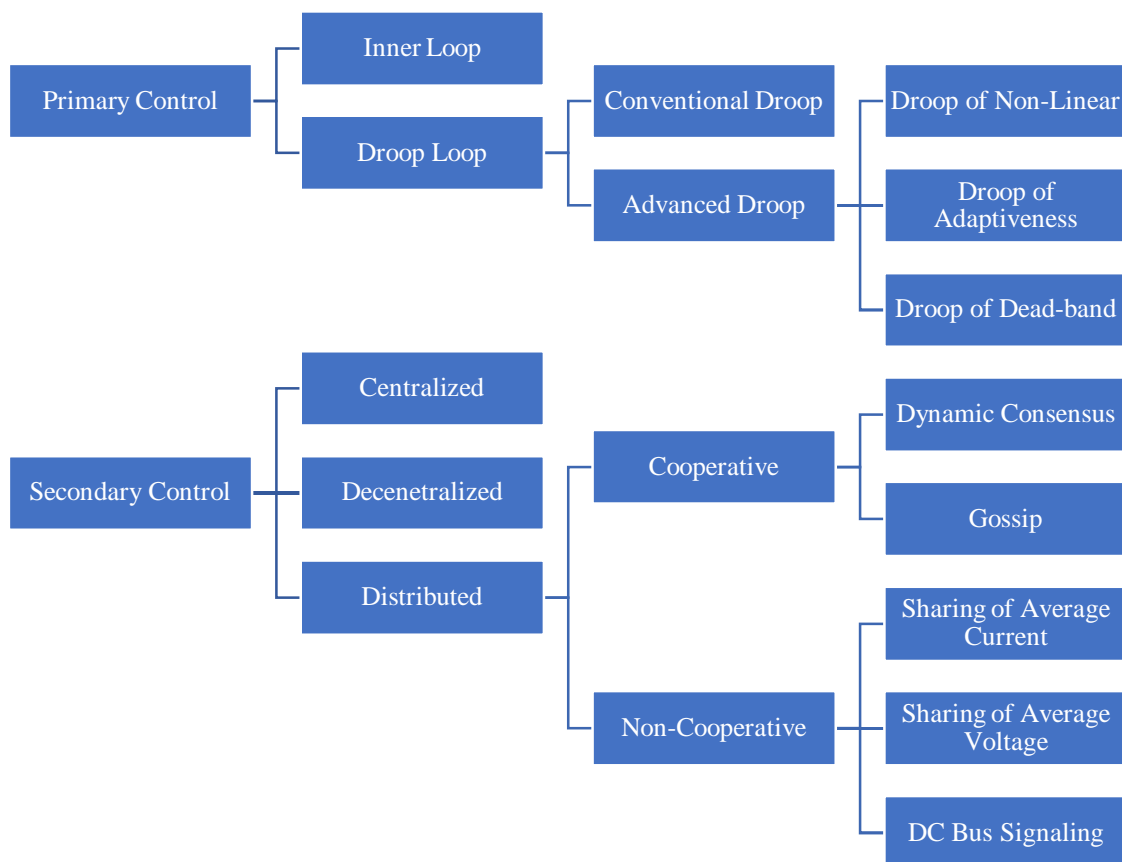 Primary Control
Inner Loop
Droop Loop
Conventional Droop
Advanced Droop
Droop of Non-Linear
Droop of
Adaptiveness
Droop of Dead-band
Secondary Control
Centralized
Decenetralized
Distributed
Cooperative
Dynamic Consensus
Gossip
Non-Cooperative
Sharing of Average
Current
Sharing of Average
Voltage
DC Bus Signaling